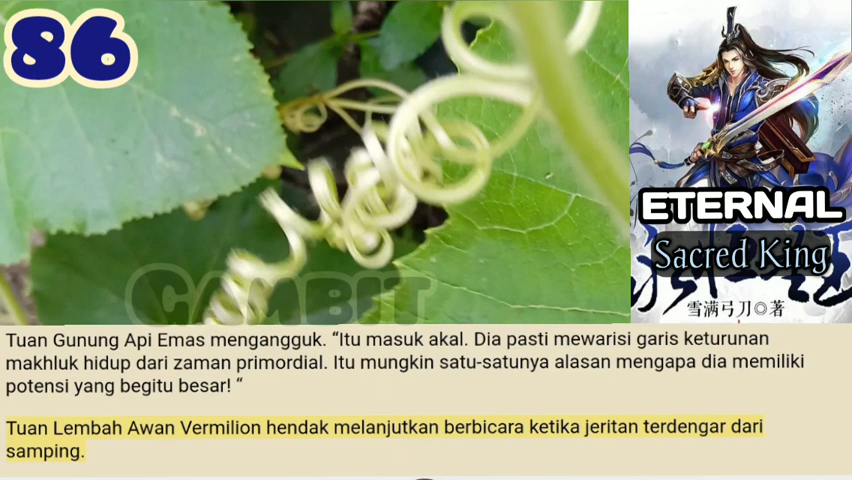 86
GAMBIT
ETERNAL
Sacred King
雪满弓刀◎著
Tuan Gunung Api Emas mengangguk. “Itu masuk akal. Dia pasti mewarisi garis keturunan
makhluk hidup dari zaman primordial. Itu mungkin satu-satunya alasan mengapa dia memiliki
potensi yang begitu besar! “
Tuan Lembah Awan Vermilion hendak melanjutkan berbicara ketika jeritan terdengar dari
samping.